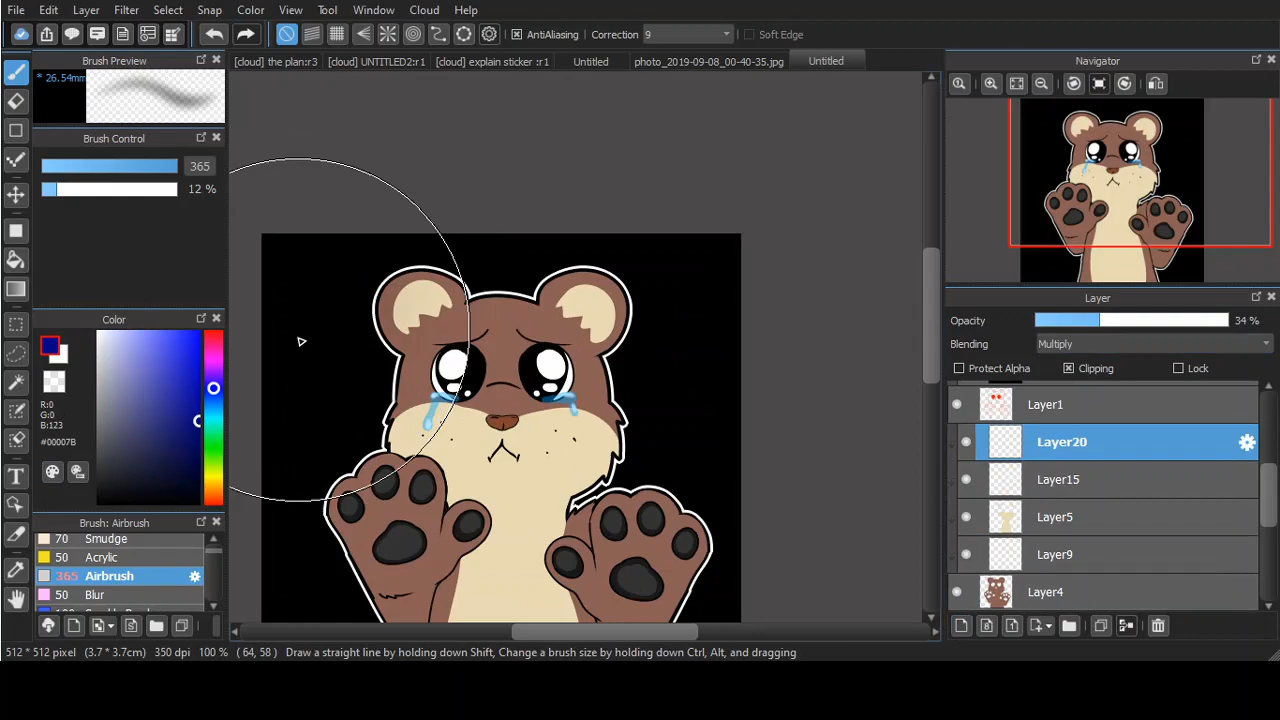 File Edit Layer Filter Select Snap Color View Tool Window Cloud Help
AntiAliasing Correction 9 Soft Edge
Brush Preview
* 26.54mm
Brush Control
365
12 %
Color
R:0
G:0
B:123
#00007B
Brush: Airbrush
70 Smudge
50 Acrylic
365 Airbrush
50 Blur
[cloud] the plan:r3 [cloud] UNTITLED2:r1 [cloud] explain sticker :r1 Untitled photo_2019-09-08_00-40-35.jpg Untitled
Navigator
Layer
Opacity 34 %
Blending Multiply
Protect Alpha Clipping Lock
Layer1
Layer20
Layer15
Layer5
Layer9
Layer4
512 * 512 pixel (3.7 * 3.7cm) 350 dpi 100 % ( 64, 58 ) Draw a straight line by holding down Shift, Change a brush size by holding down Ctrl, Alt, and dragging